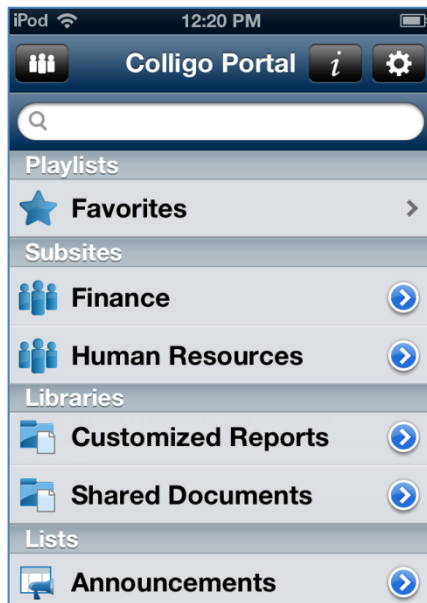 iPod 12:20 PM
Colligo Portal i
Playlists
Favorites
Subsites
Finance
Human Resources
Libraries
Customized Reports
Shared Documents
Lists
Announcements